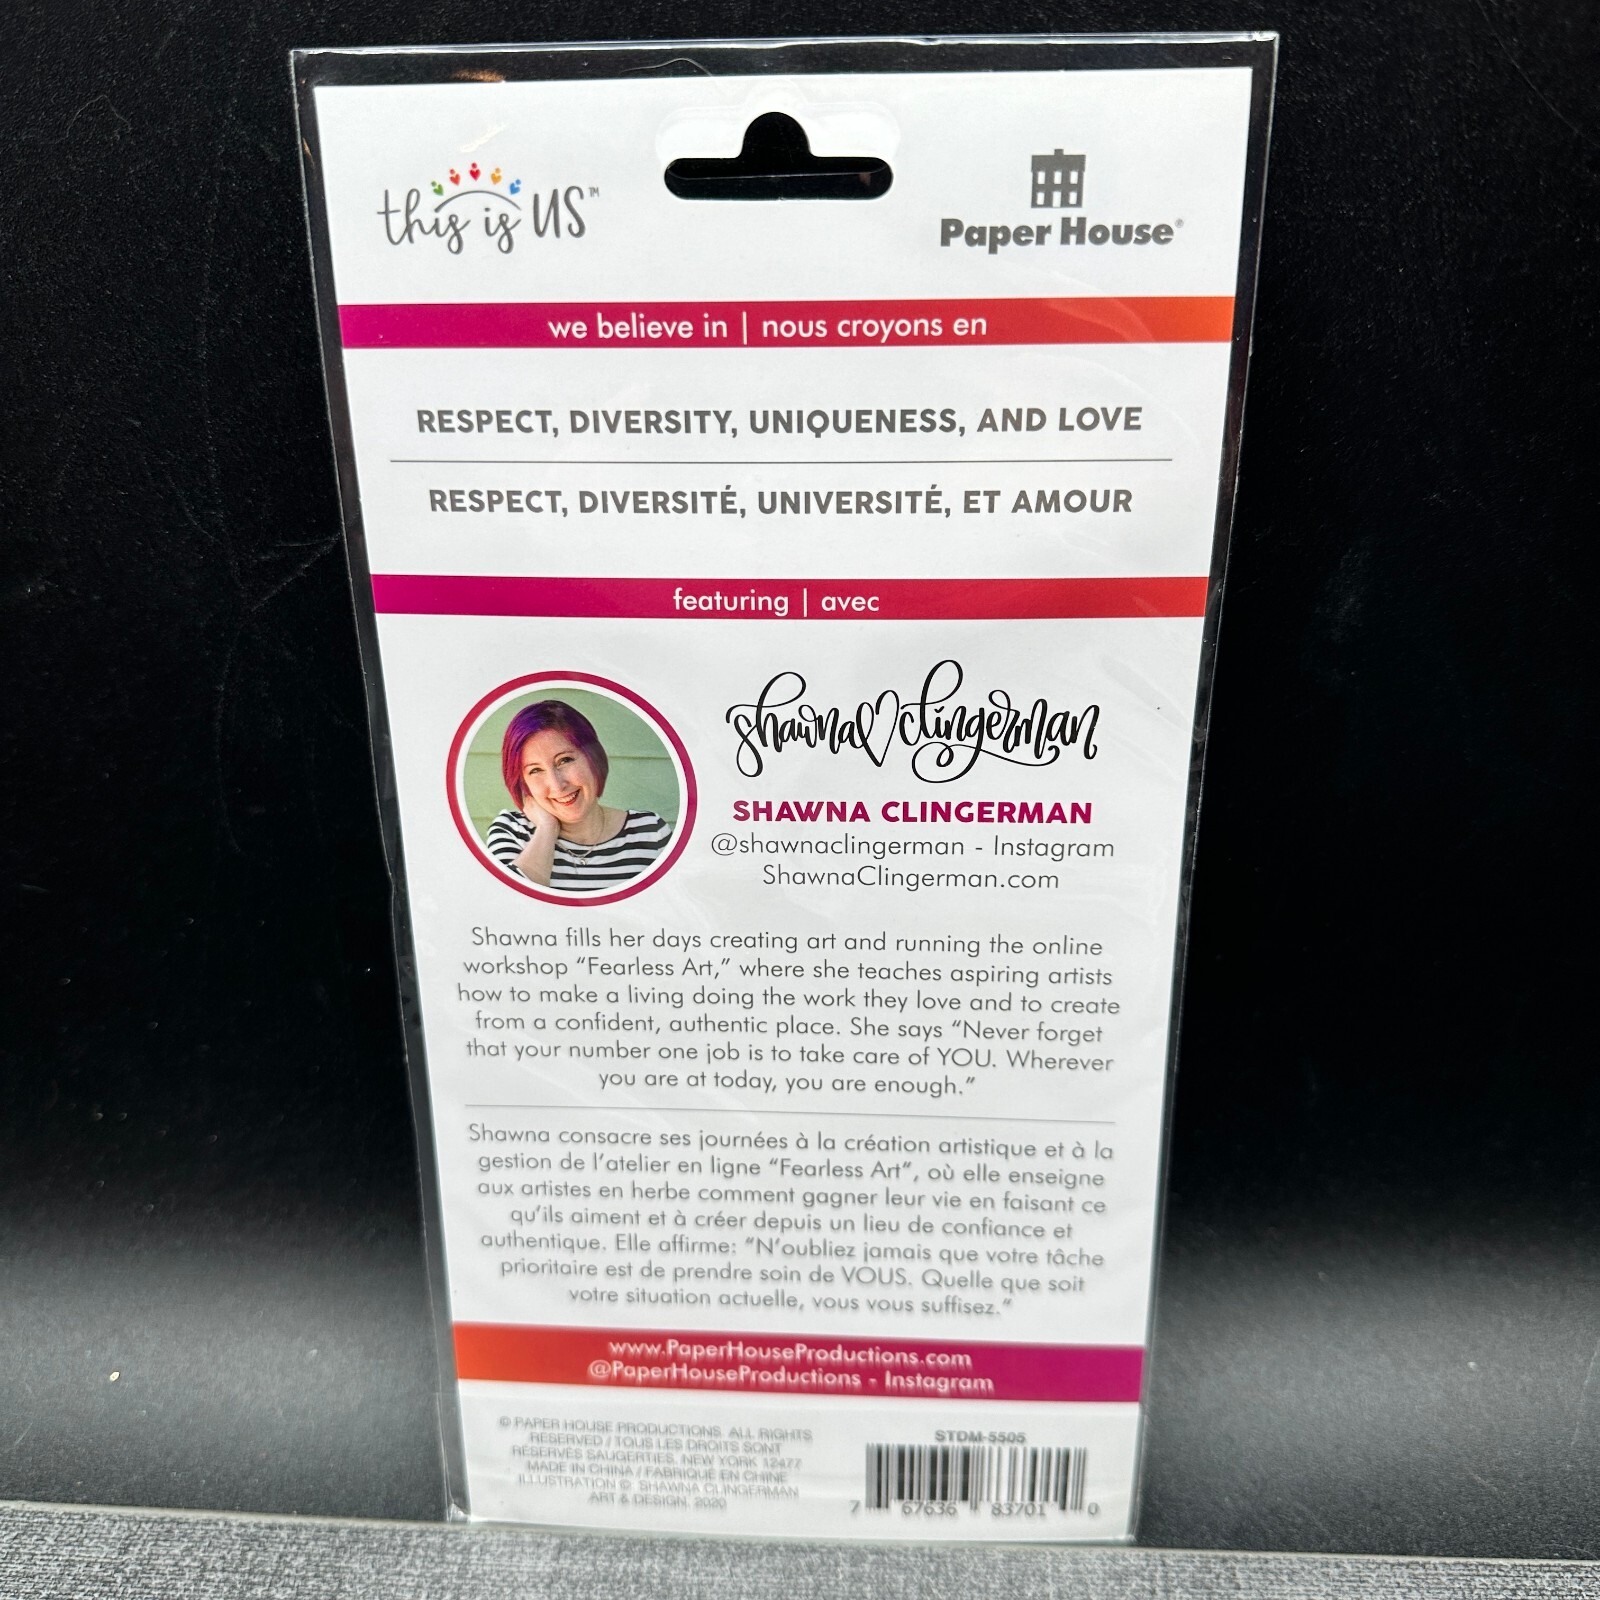 this is US™
Paper House®
we believe in | nous croyons en
RESPECT, DIVERSITY, UNIQUENESS, AND LOVE
RESPECT, DIVERSITÉ, UNIVERSITÉ, ET AMOUR
featuring | avec
shawna clingerman
SHAWNA CLINGERMAN
@shawnaclingerman - Instagram
ShawnaClingerman.com
Shawna fills her days creating art and running the online
workshop “Fearless Art,” where she teaches aspiring artists
how to make a living doing the work they love and to create
from a confident, authentic place. She says “Never forget
that your number one job is to take care of YOU. Wherever
you are at today, you are enough.”
Shawna consacre ses journées à la création artistique et à la
gestion de l’atelier en ligne “Fearless Art”, où elle enseigne
aux artistes en herbe comment gagner leur vie en faisant ce
qu’ils aiment et à créer depuis un lieu de confiance et
authentique. Elle affirme: “N’oubliez jamais que votre tâche
prioritaire est de prendre soin de VOUS. Quelle que soit
votre situation actuelle, vous vous suffisez.”
www.PaperHouseProductions.com
@PaperHouseProductions - Instagram
© PAPER HOUSE PRODUCTIONS. ALL RIGHTS
RESERVED / TOUS LES DROITS SONT
RÉSERVÉS SAUGERTIES, NEW YORK 12477
MADE IN CHINA / FABRIQUÉ EN CHINE
ILLUSTRATION © SHAWNA CLINGERMAN
ART & DESIGN, 2020
STDM-5505
7 67636 83701 0